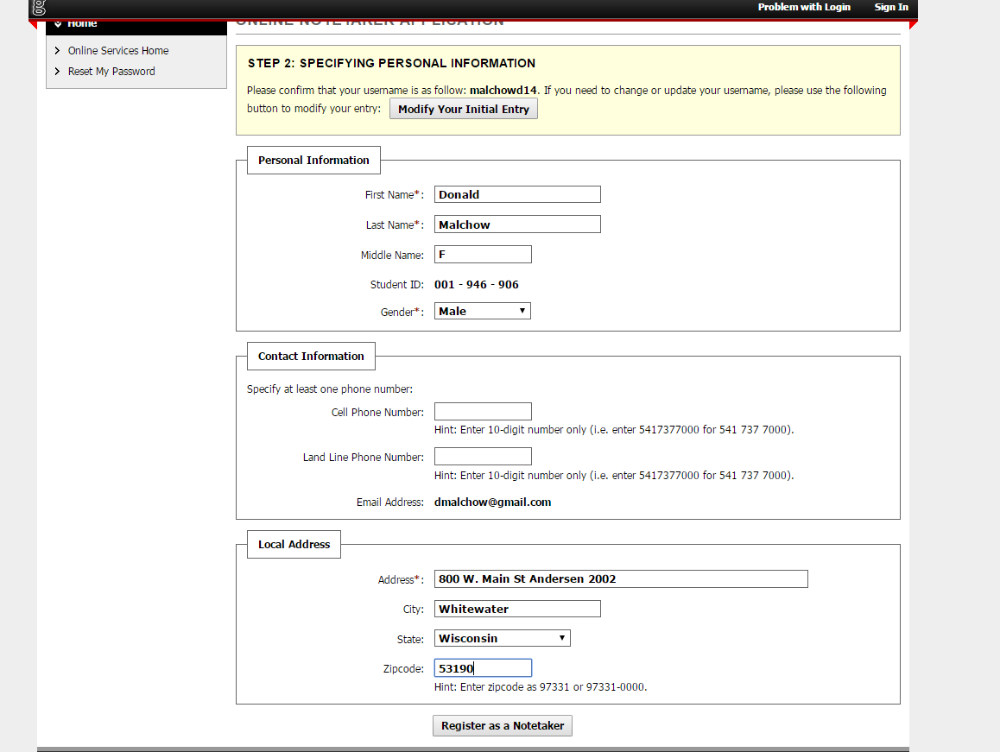 g
Problem with Login Sign In
Home
Online Services Home
Reset My Password
ONLINE NOTETAKER APPLICATION
STEP 2: SPECIFYING PERSONAL INFORMATION
Please confirm that your username is as follow: malchowd14. If you need to change or update your username, please use the following
button to modify your entry: Modify Your Initial Entry
Personal Information
First Name*: Donald
Last Name*: Malchow
Middle Name: F
Student ID: 001 - 946 - 906
Gender*: Male
Contact Information
Specify at least one phone number:
Cell Phone Number:
Hint: Enter 10-digit number only (i.e. enter 5417377000 for 541 737 7000).
Land Line Phone Number:
Hint: Enter 10-digit number only (i.e. enter 5417377000 for 541 737 7000).
Email Address: dmalchow@gmail.com
Local Address
Address*: 800 W. Main St Andersen 2002
City: Whitewater
State: Wisconsin
Zipcode: 53190
Hint: Enter zipcode as 97331 or 97331-0000.
Register as a Notetaker